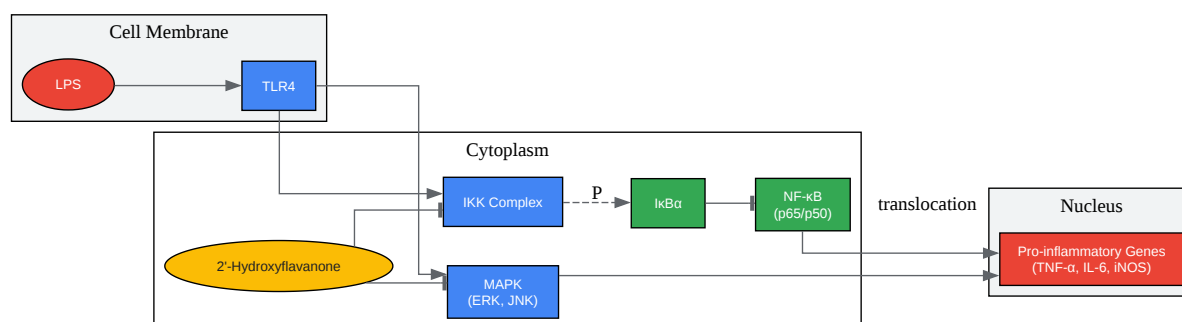 Cell Membrane
LPS
TLR4
Cytoplasm
IKK Complex
P
IκBα
NF-κB
(p65/p50)
translocation
Nucleus
2'-Hydroxyflavanone
MAPK
(ERK, JNK)
Pro-inflammatory Genes
(TNF-α, IL-6, iNOS)